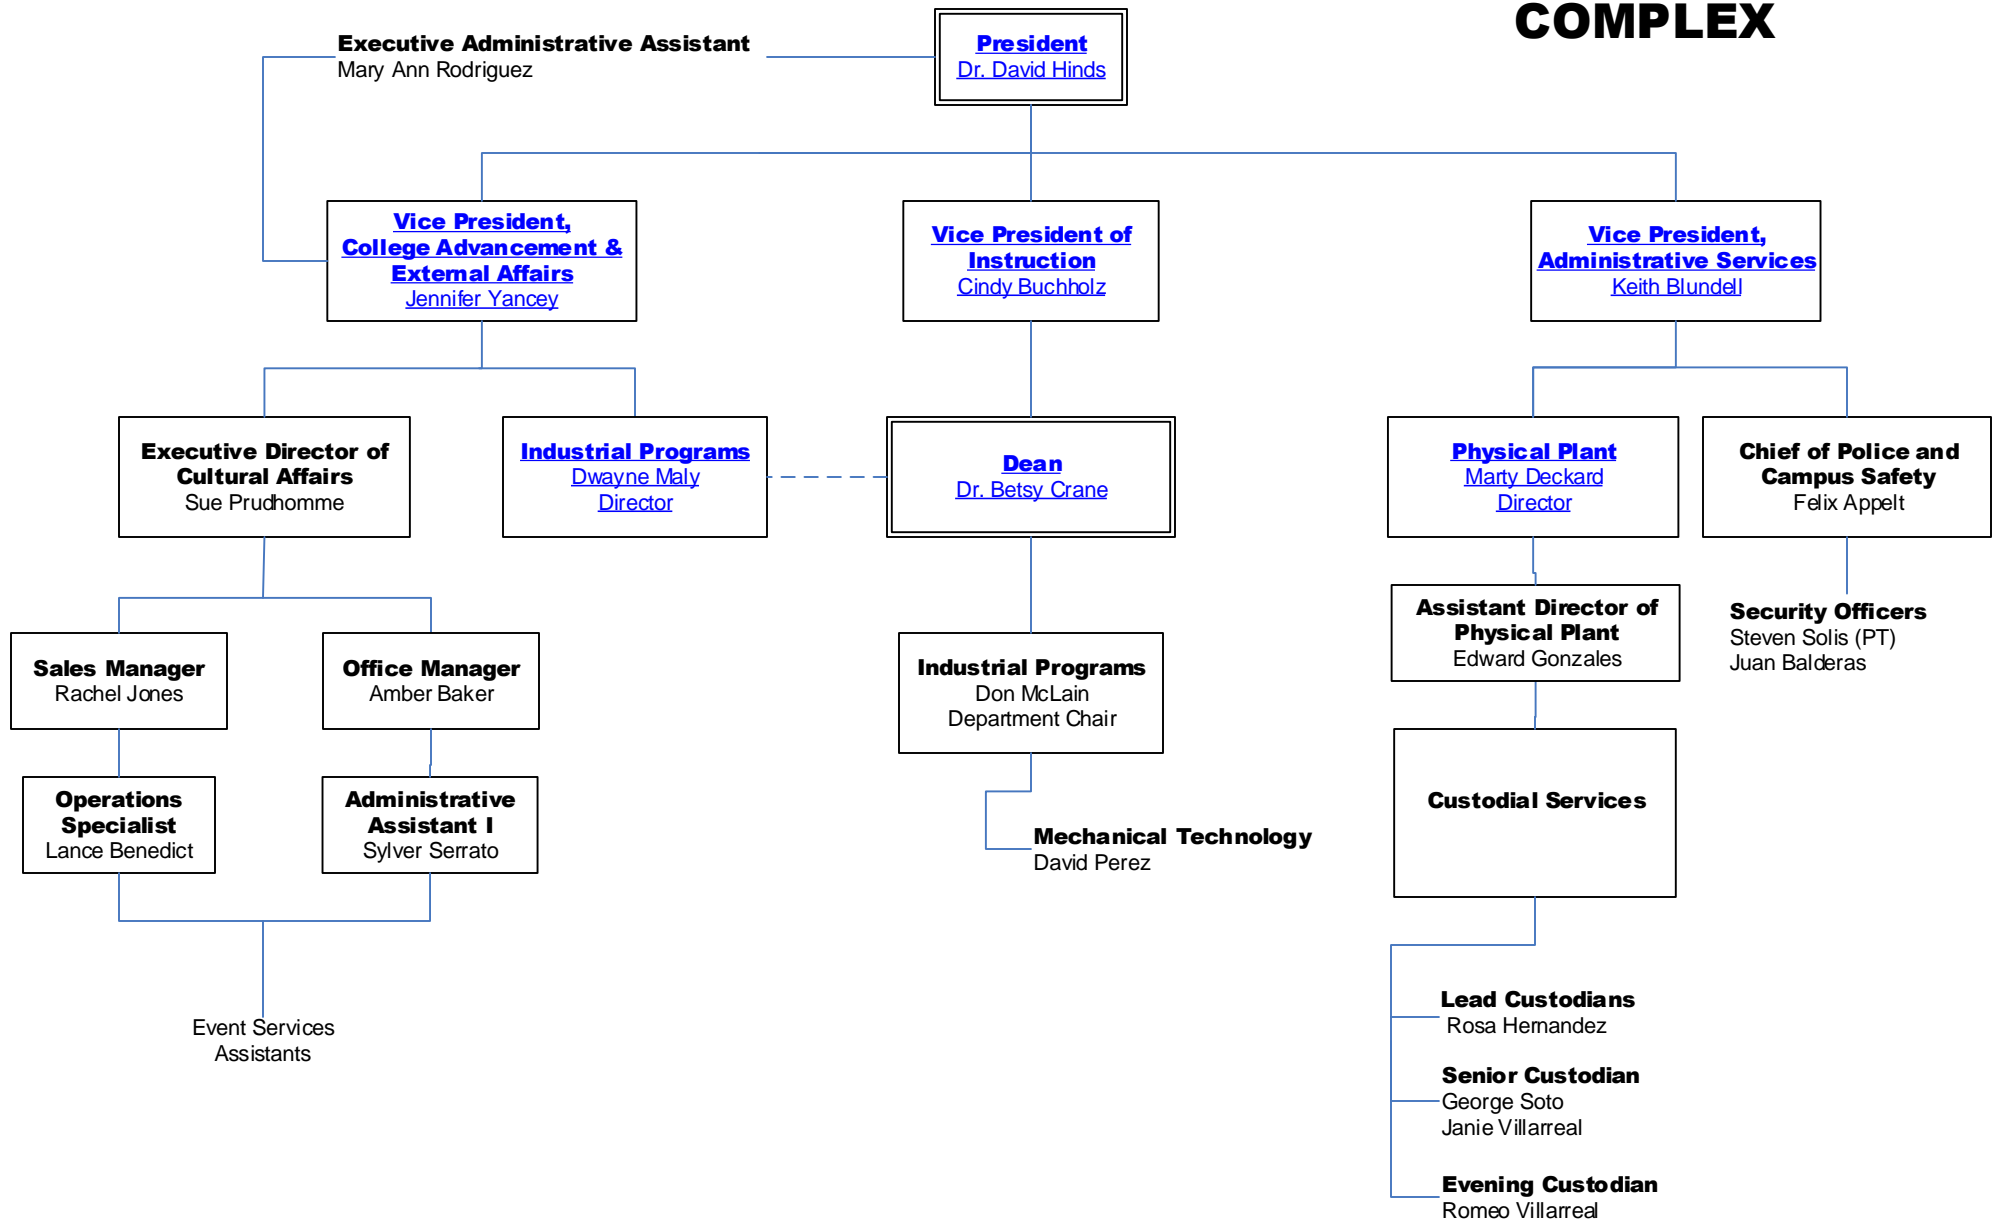 COMPLEX
Executive Administrative Assistant
Mary Ann Rodriguez
President
Dr. David Hinds
Vice President,
College Advancement &
External Affairs
Jennifer Yancey
Vice President of
Instruction
Cindy Buchholz
Vice President,
Administrative Services
Keith Blundell
Executive Director of
Cultural Affairs
Sue Prudhomme
Industrial Programs
Dwayne Maly
Director
Dean
Dr. Betsy Crane
Physical Plant
Marty Deckard
Director
Chief of Police and
Campus Safety
Felix Appelt
Assistant Director of
Physical Plant
Edward Gonzales
Security Officers
Steven Solis (PT)
Juan Balderas
Sales Manager
Rachel Jones
Office Manager
Amber Baker
Industrial Programs
Don McLain
Department Chair
Operations
Specialist
Lance Benedict
Administrative
Assistant I
Sylver Serrato
Mechanical Technology
David Perez
Custodial Services
Event Services
Assistants
Lead Custodians
Rosa Hernandez
Senior Custodian
George Soto
Janie Villarreal
Evening Custodian
Romeo Villarreal